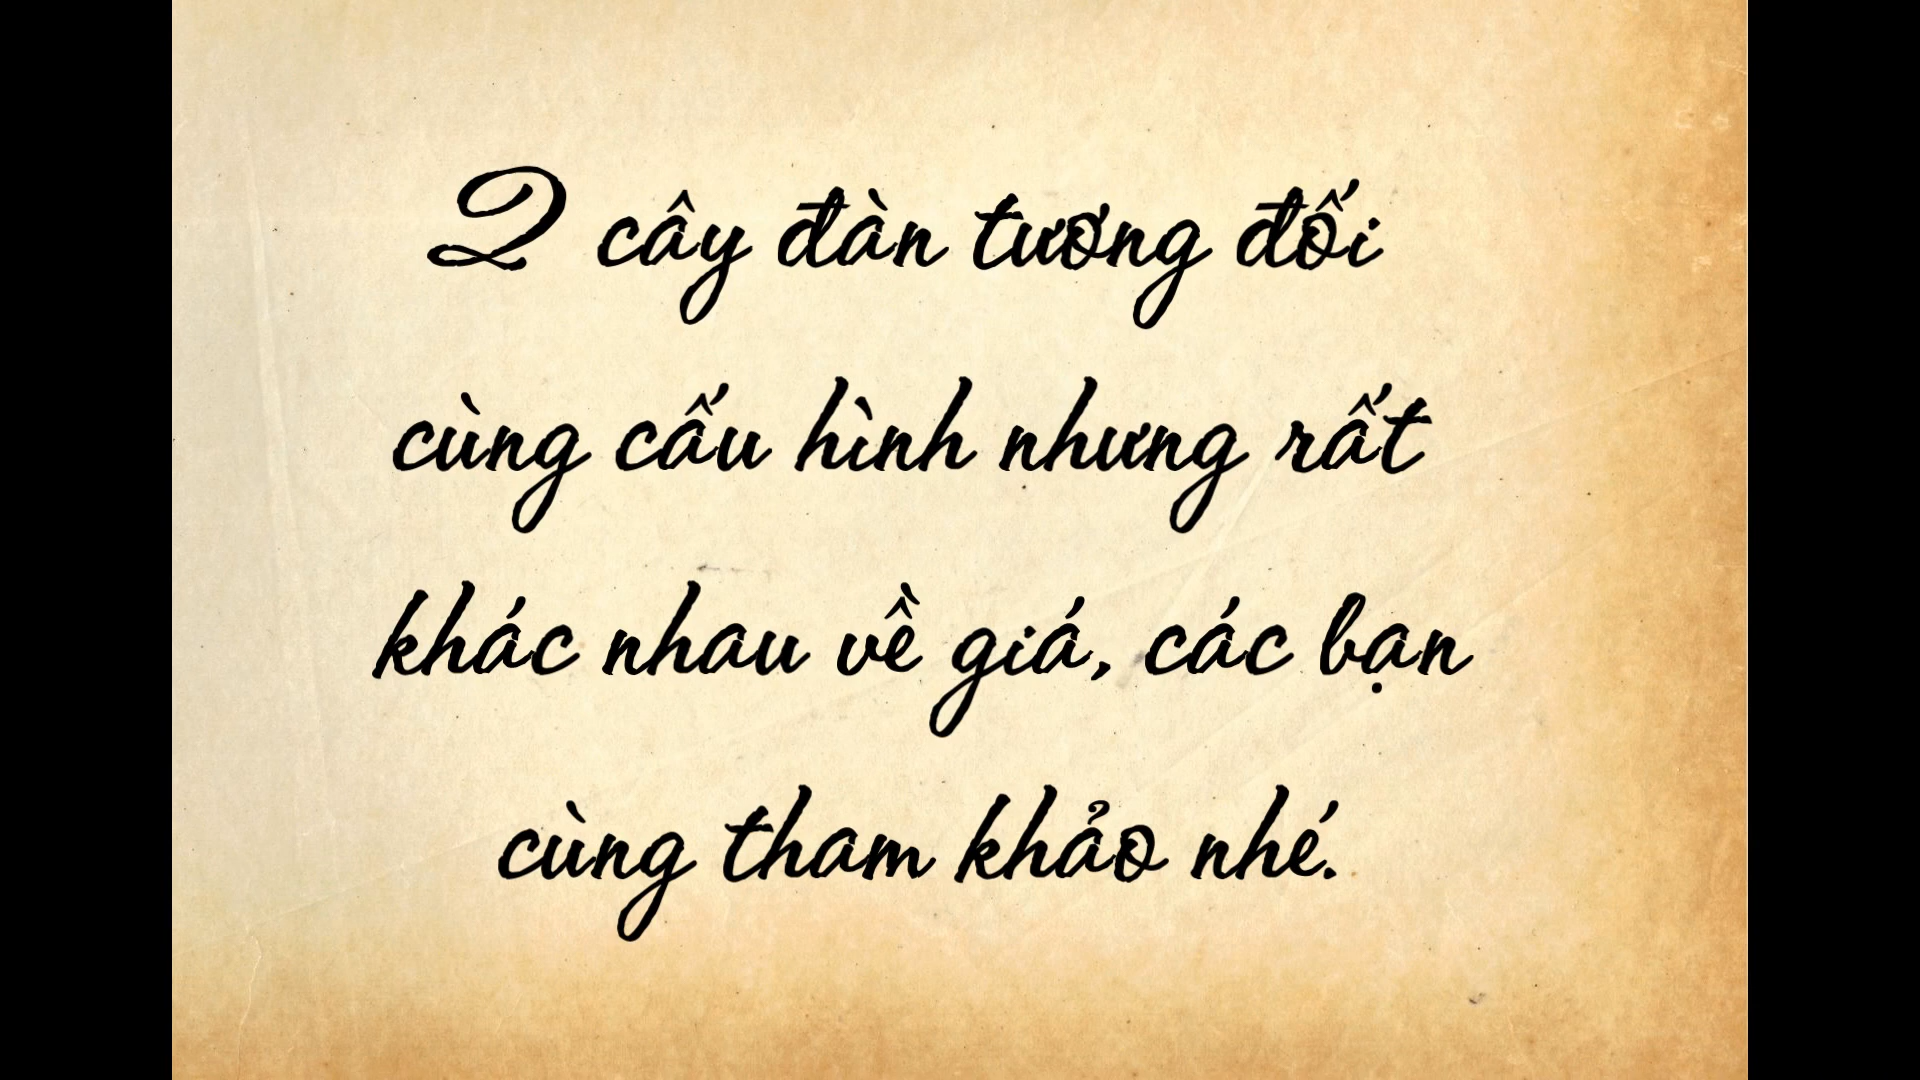 2 cây đàn tương đối
cùng cấu hình nhưng rất
khác nhau về giá, các bạn
cùng tham khảo nhé.